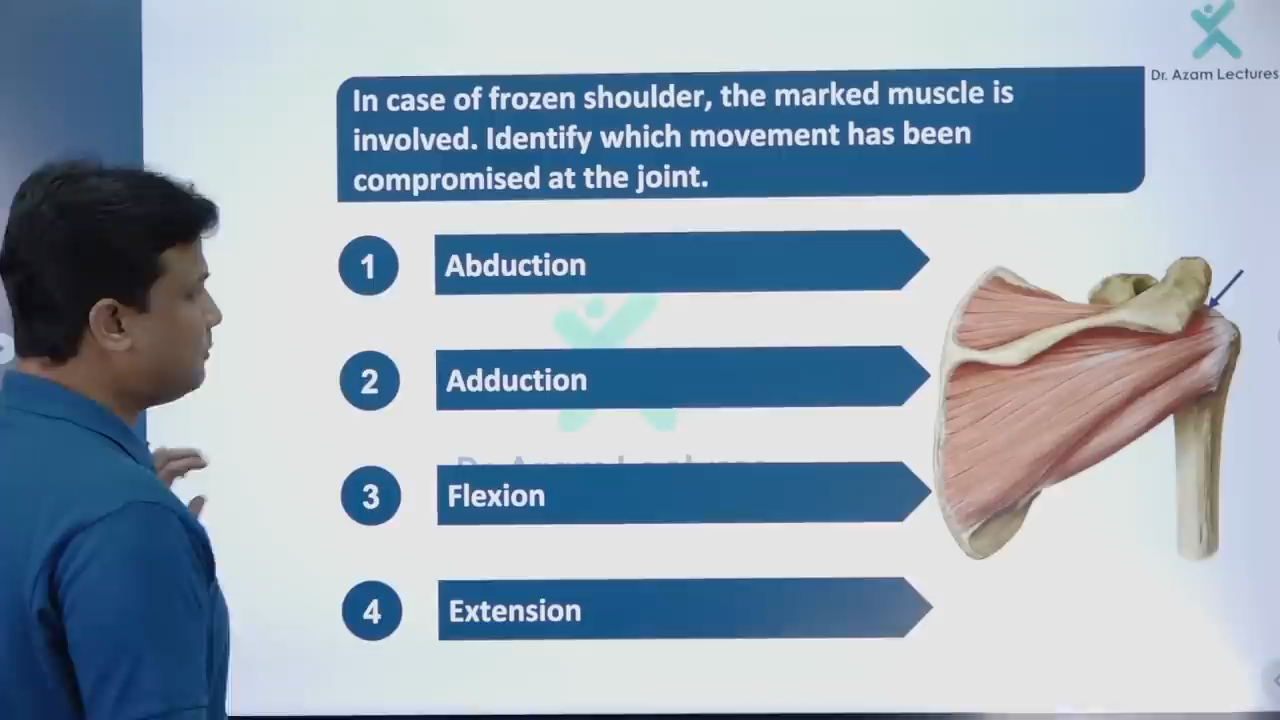 Dr. Azam Lectures
In case of frozen shoulder, the marked muscle is
involved. Identify which movement has been
compromised at the joint.
1 Abduction
2 Adduction
3 Flexion
4 Extension